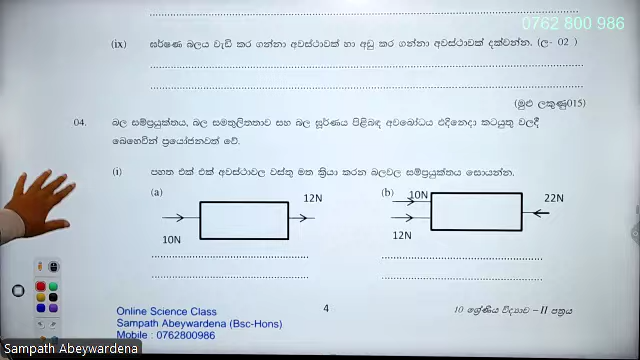 0762 800 986
(ix) ඝර්ෂණ බලය වැඩි කර ගන්නා අවස්ථාවක් හා අඩු කර ගන්නා අවස්ථාවක් දක්වන්න. (ල- 02 )
(මුළු ලකුණු015)
04. බල සම්ප්‍රයුක්තය, බල සමතුලිතතාව සහ බල ඝූර්ණය පිළිබඳ අවබෝධය එදිනෙදා කටයුතු වලදී
බෙහෙවින් ප්‍රයෝජනවක් වේ.
(i) පහත එක් එක් අවස්ථාවල වස්තු මත ක්‍රියා කරන බලවල සම්ප්‍රයුක්තය සොයන්න.
(a) 12N
10N
(b) 10N 22N
12N
Online Science Class
Sampath Abeywardena (Bsc-Hons)
Mobile : 0762800986
4
10 ශ්‍රේණිය විද්‍යාව – II පත්‍රය
Sampath Abeywardena